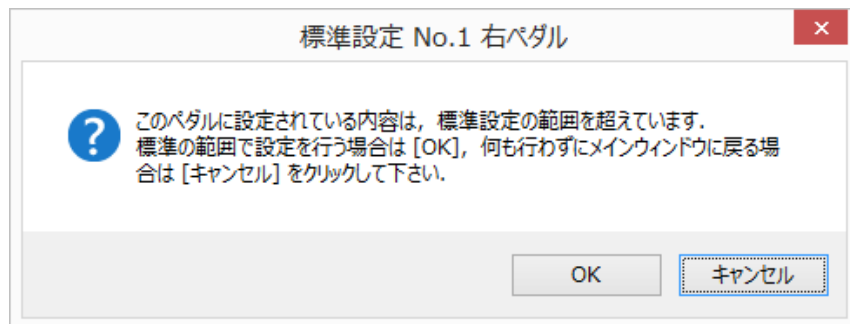 標準設定 No.1 右ペダル
このペダルに設定されている内容は，標準設定の範囲を超えています．
標準の範囲で設定を行う場合は [OK]，何も行わずにメインウィンドウに戻る場
合は [キャンセル] をクリックして下さい．
OK
キャンセル